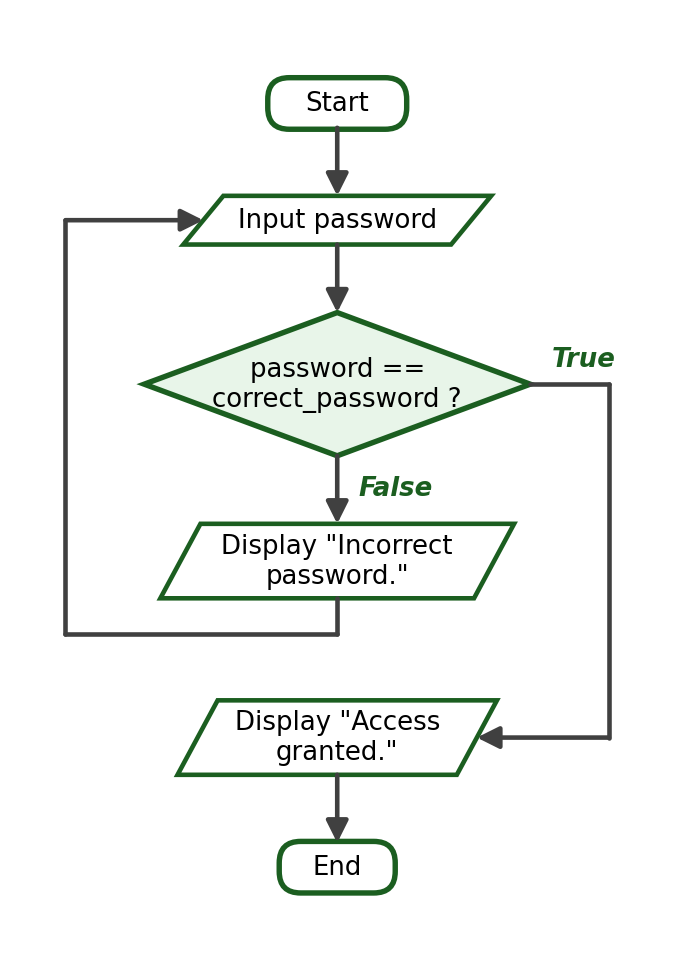 Start
Input password
password ==
correct_password ?
True
False
Display "Incorrect
password."
Display "Access
granted."
End